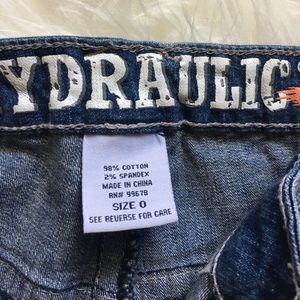 YDRAULIC
98% COTTON
2% SPANDEX
MADE IN CHINA
RN# 99678
SIZE 0
SEE REVERSE FOR CARE